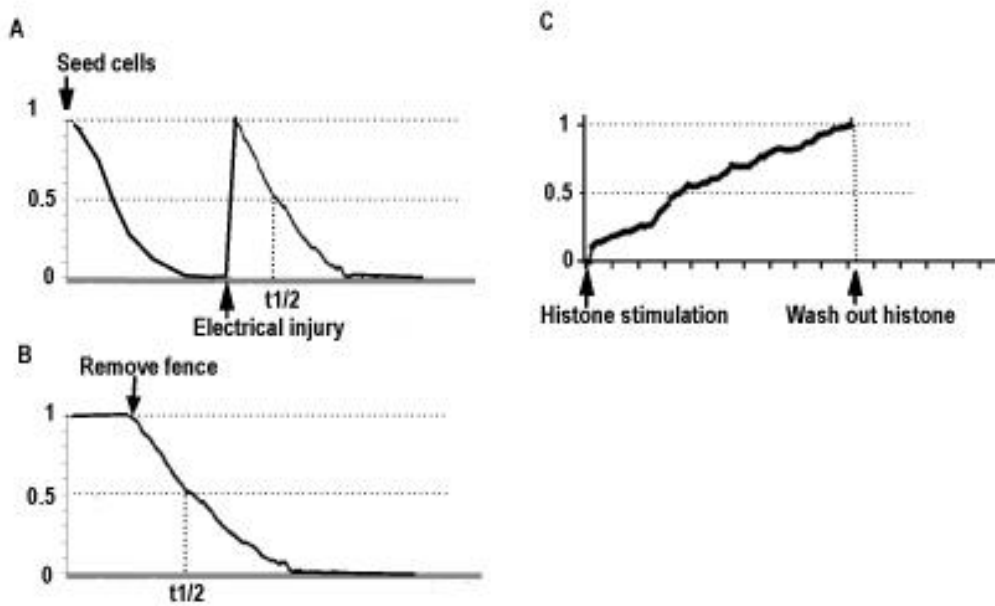 A
Seed cells
1
0.5
0
t1/2
Electrical injury
B
Remove fence
1
0.5
0
t1/2
C
1
0.5
0
Histone stimulation
Wash out histone